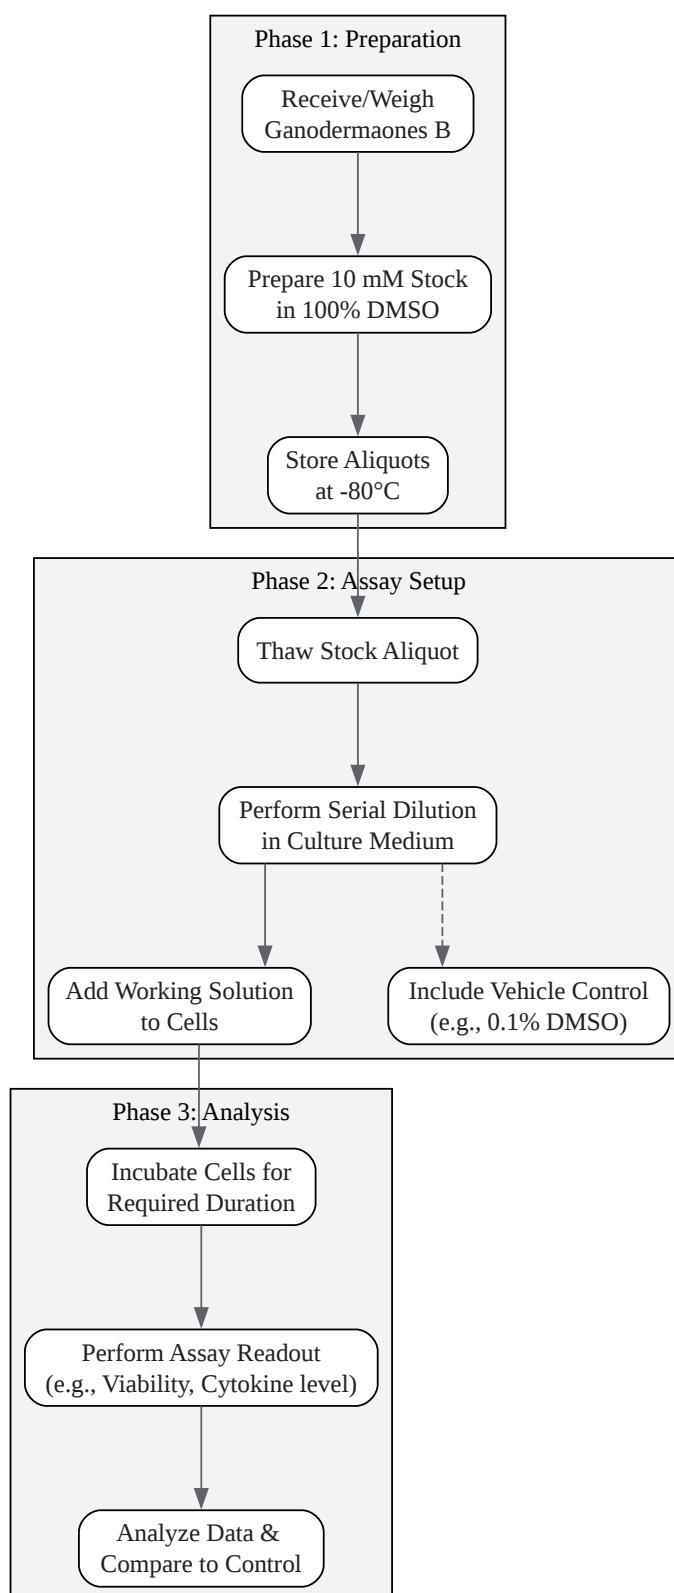 Phase 1: Preparation
Receive/Weigh
Ganodermaones B
Prepare 10 mM Stock
in 100% DMSO
Store Aliquots
at -80°C
Phase 2: Assay Setup
Thaw Stock Aliquot
Perform Serial Dilution
in Culture Medium
Add Working Solution
to Cells
Include Vehicle Control
(e.g., 0.1% DMSO)
Phase 3: Analysis
Incubate Cells for
Required Duration
Perform Assay Readout
(e.g., Viability, Cytokine level)
Analyze Data &
Compare to Control